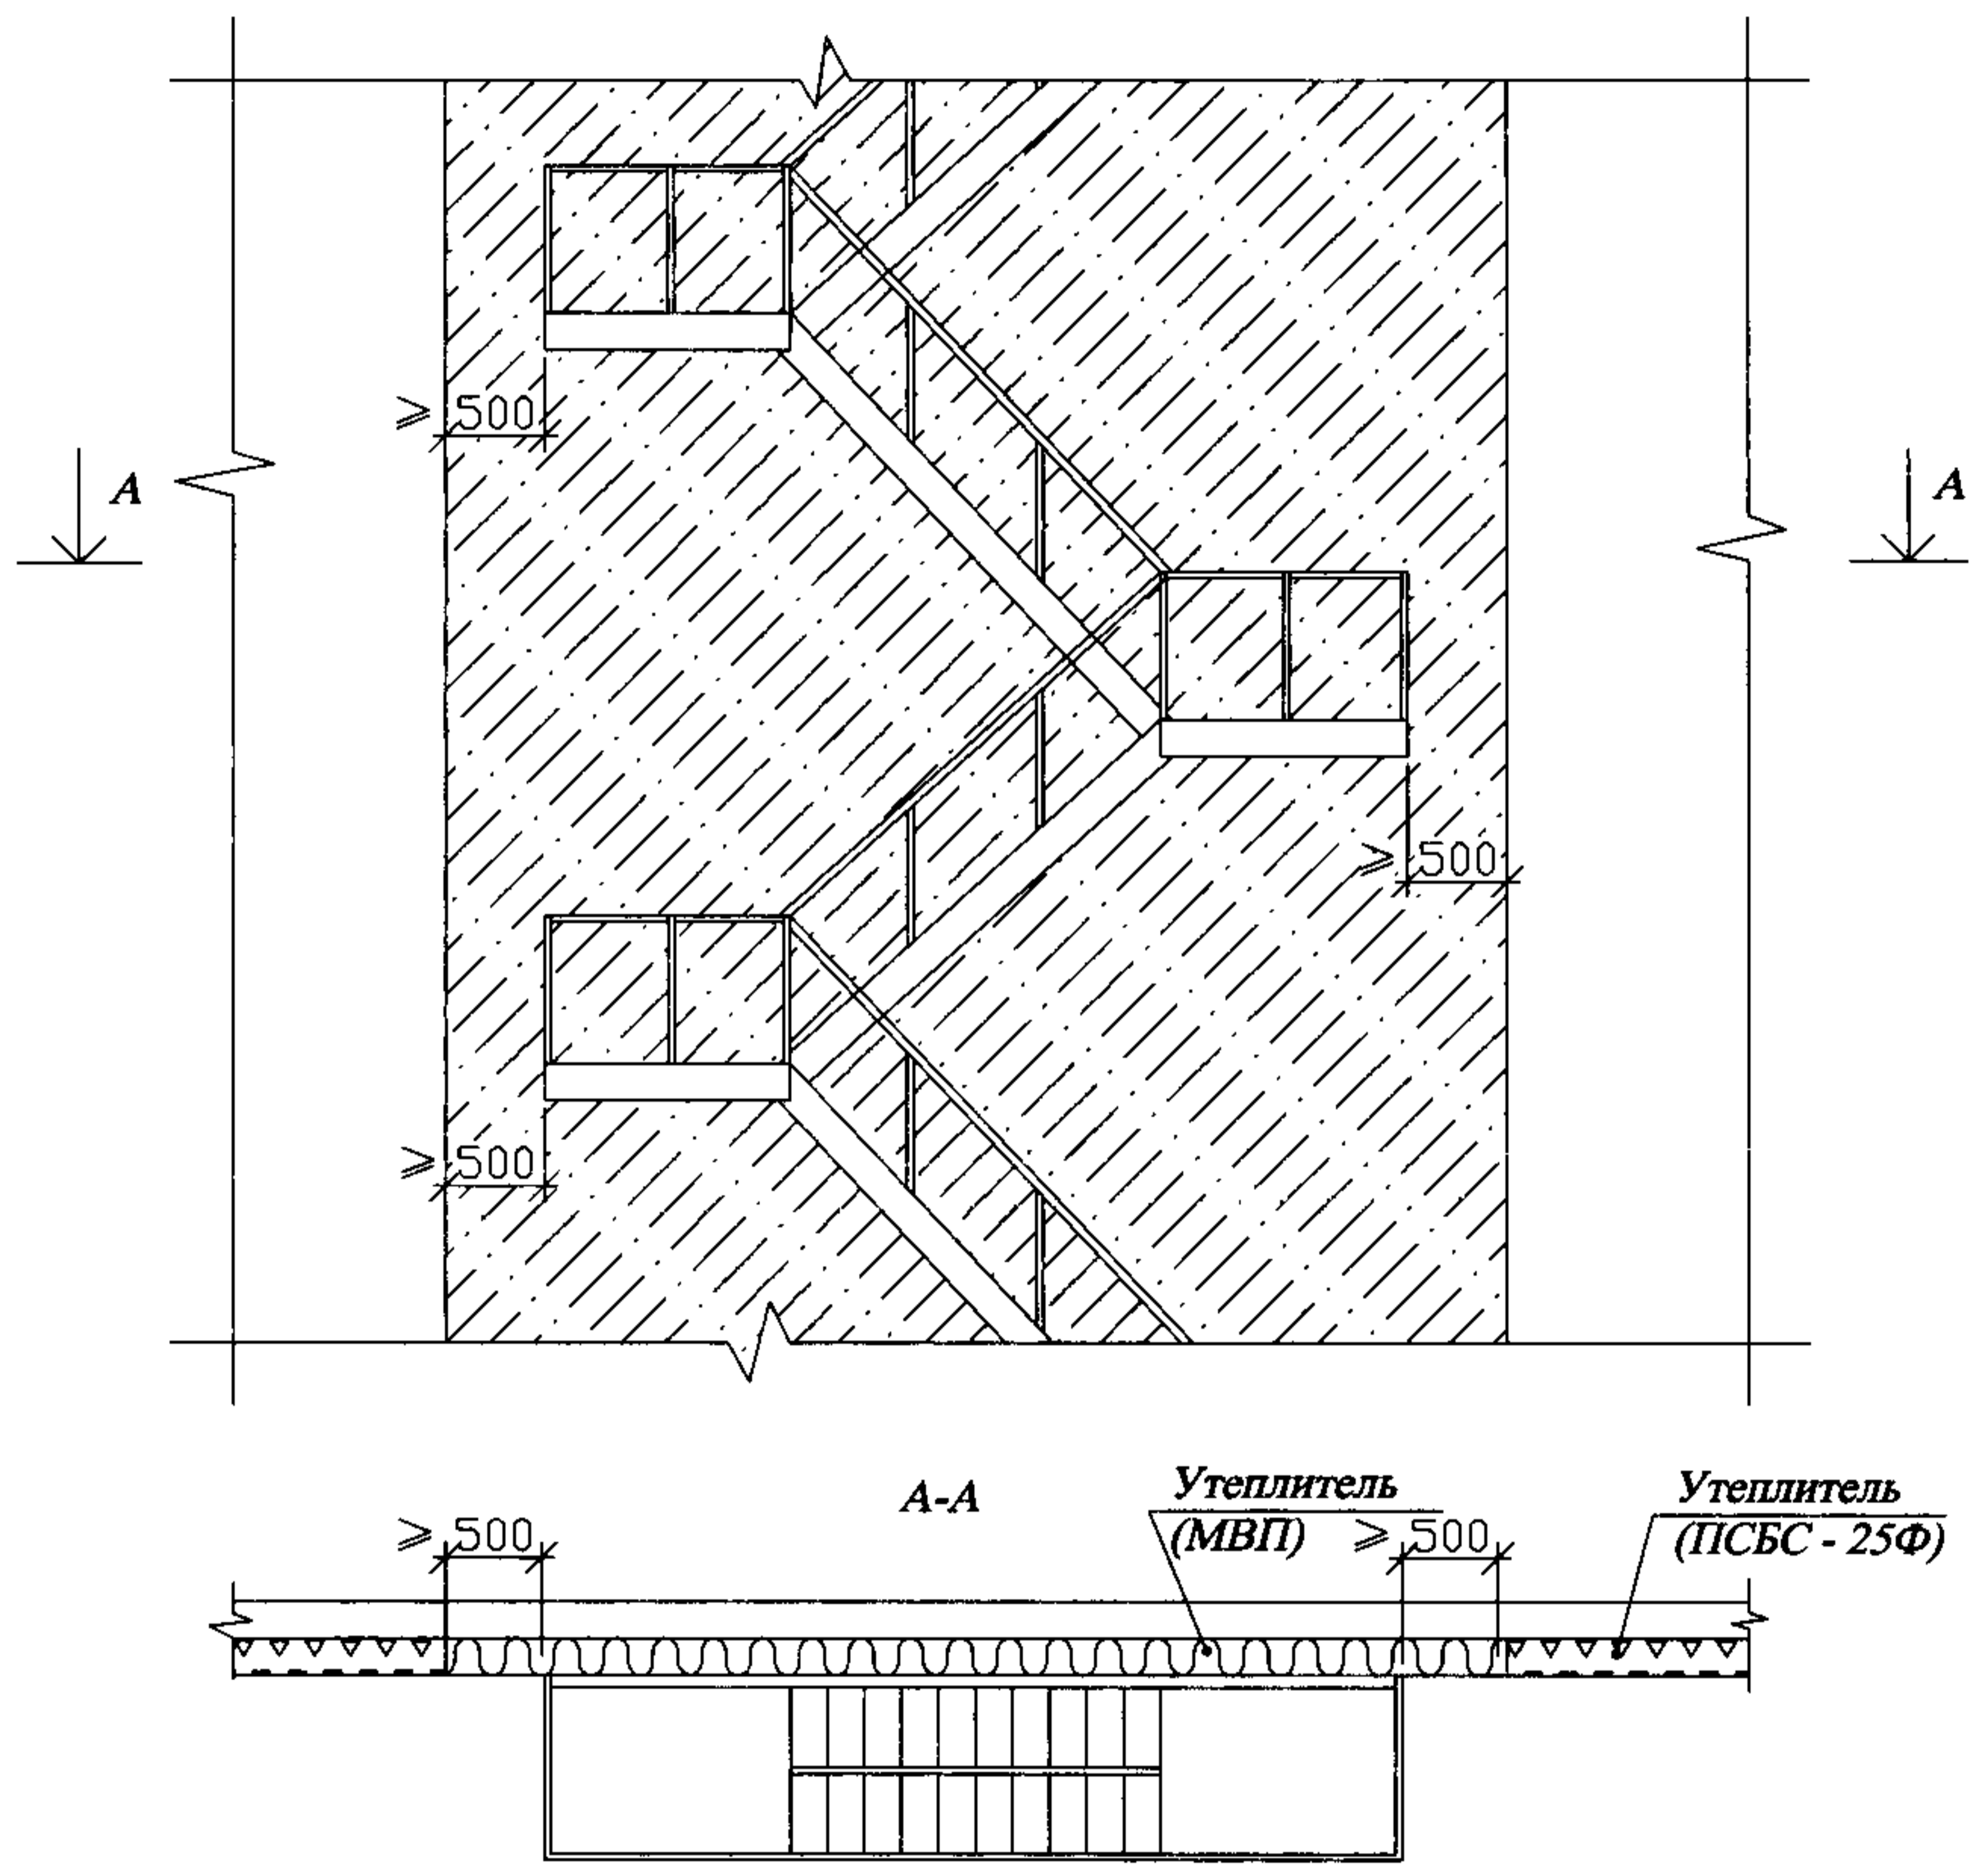 ≥ 500
А
А
≥ 500
≥ 500
А-А
Утеплитель
(МВП)
Утеплитель
(ПСБС - 25Ф)
≥ 500
≥ 500